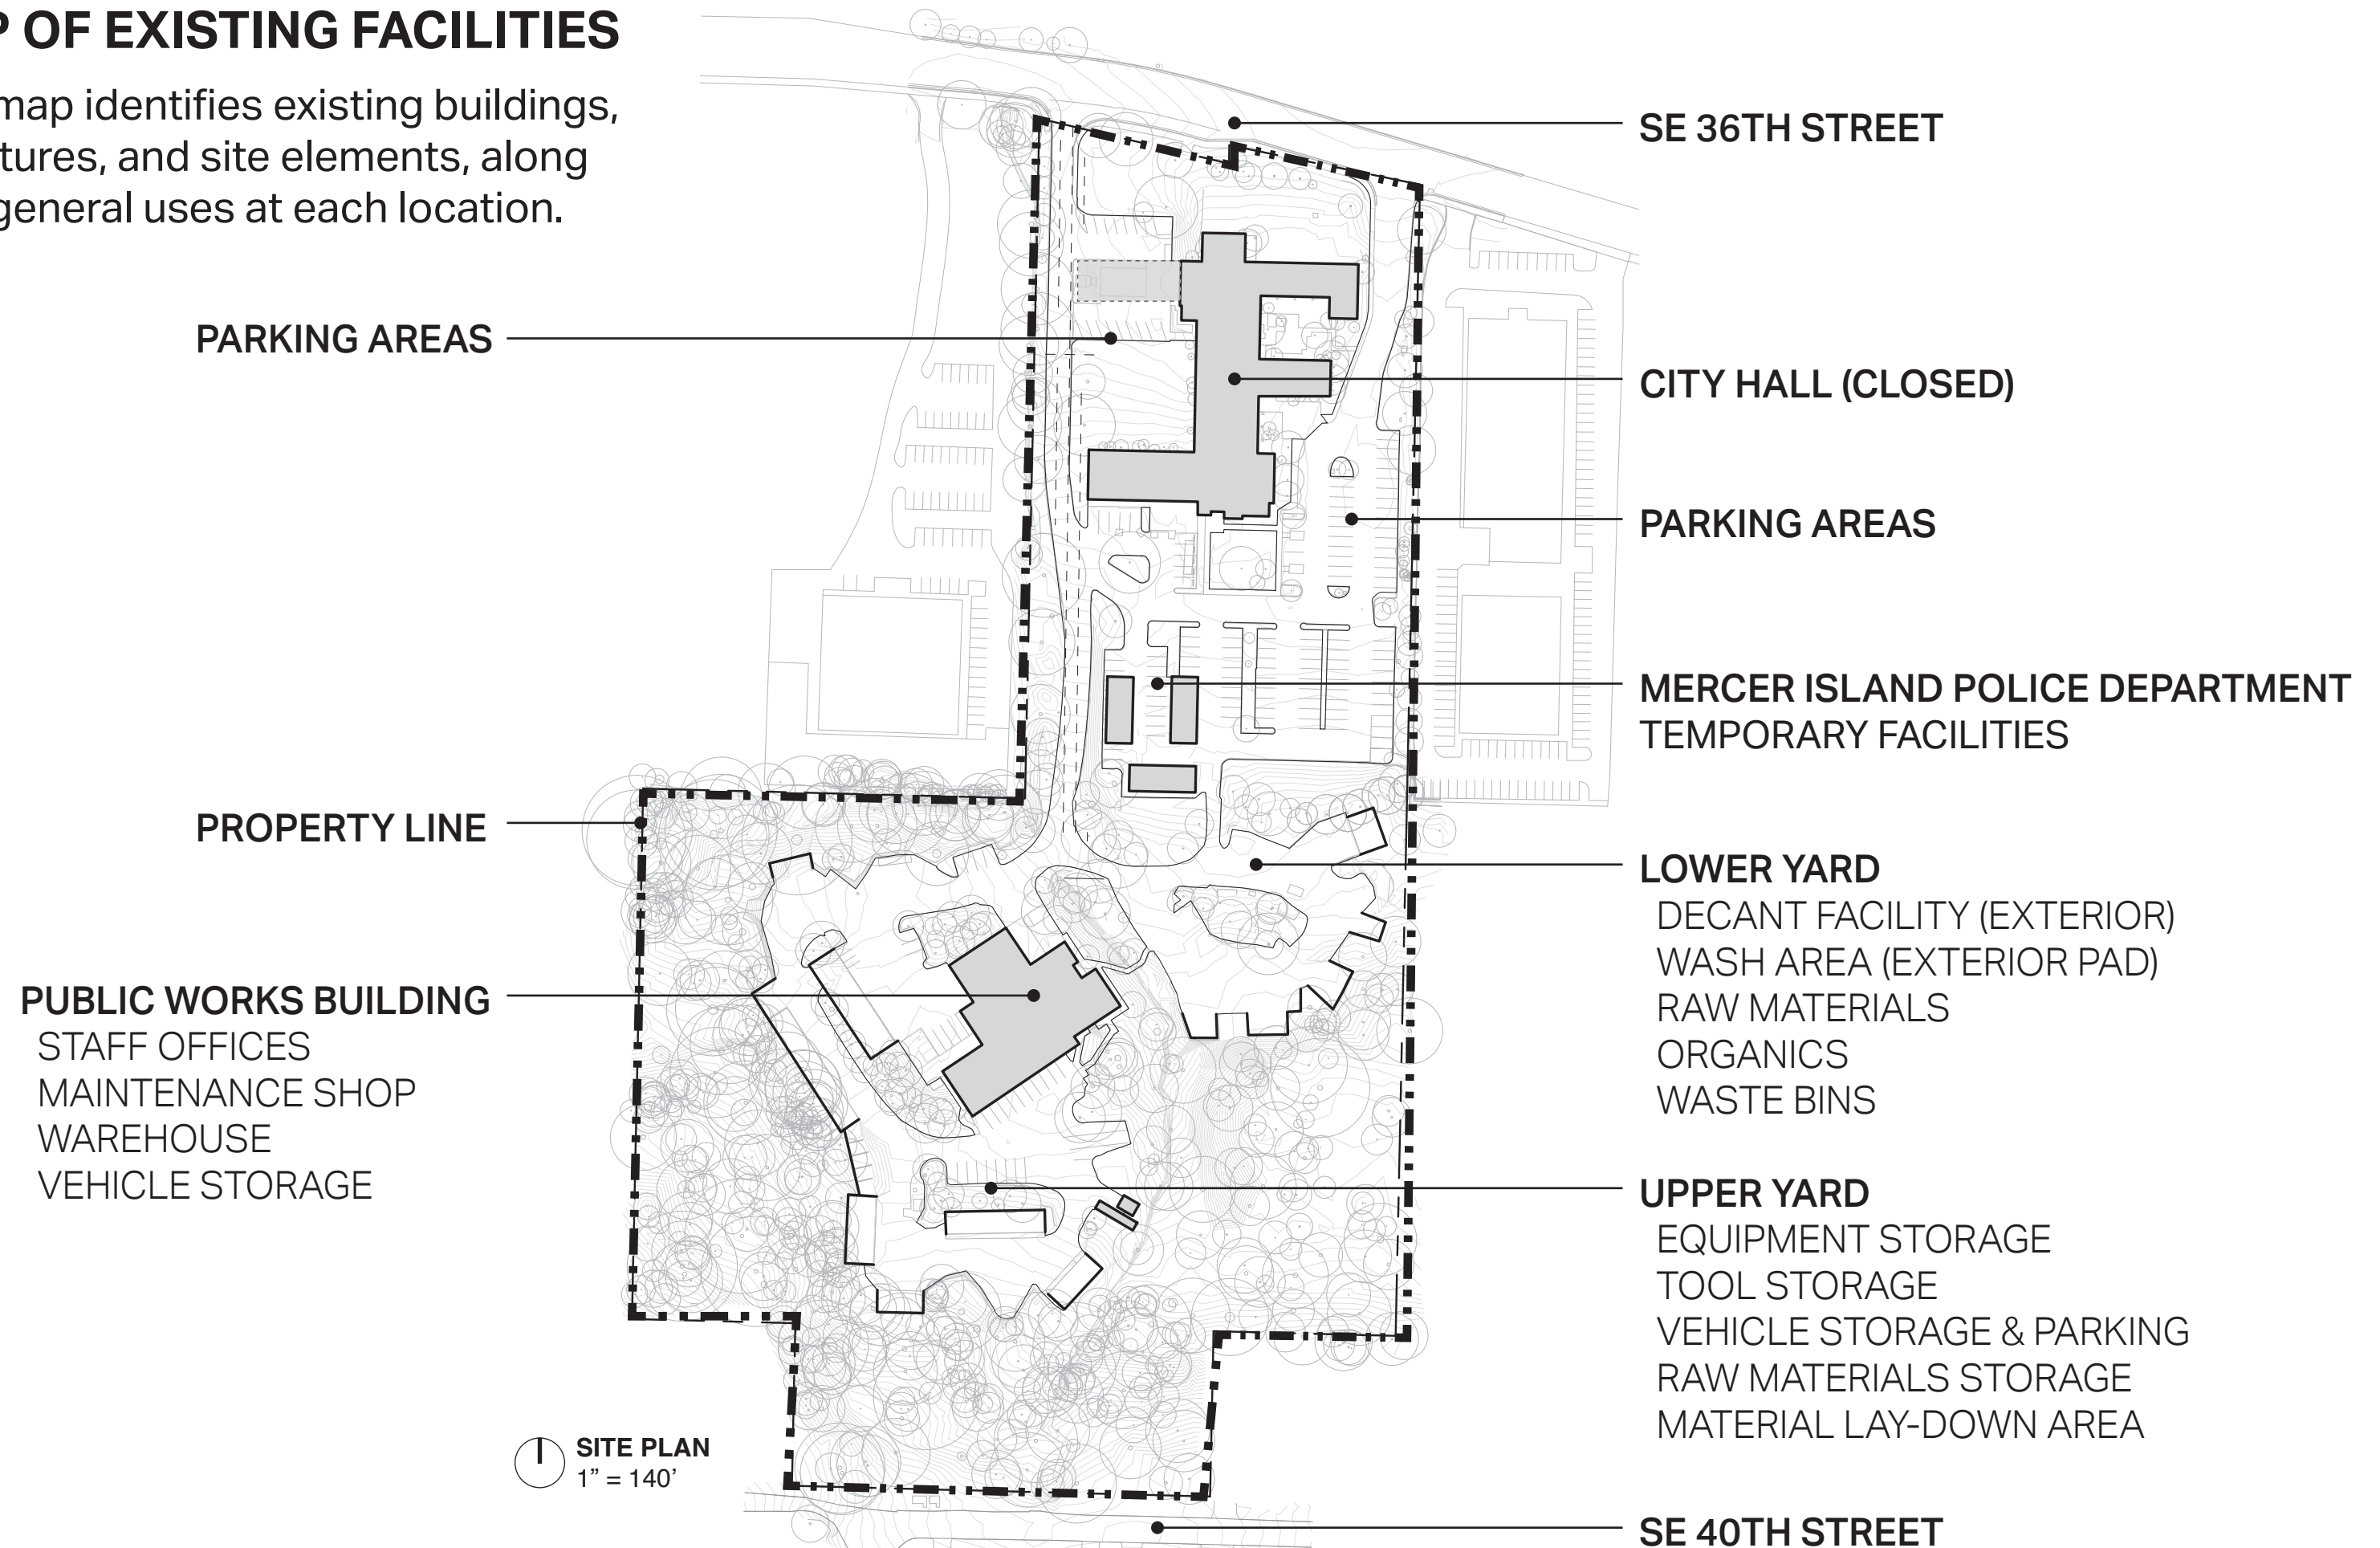 P OF EXISTING FACILITIES
map identifies existing buildings,
tures, and site elements, along
general uses at each location.
SE 36TH STREET
PARKING AREAS
CITY HALL (CLOSED)
PARKING AREAS
MERCER ISLAND POLICE DEPARTMENT
TEMPORARY FACILITIES
PROPERTY LINE
LOWER YARD
DECANT FACILITY (EXTERIOR)
WASH AREA (EXTERIOR PAD)
RAW MATERIALS
ORGANICS
WASTE BINS
PUBLIC WORKS BUILDING
STAFF OFFICES
MAINTENANCE SHOP
WAREHOUSE
VEHICLE STORAGE
UPPER YARD
EQUIPMENT STORAGE
TOOL STORAGE
VEHICLE STORAGE & PARKING
RAW MATERIALS STORAGE
MATERIAL LAY-DOWN AREA
SITE PLAN
1” = 140’
SE 40TH STREET